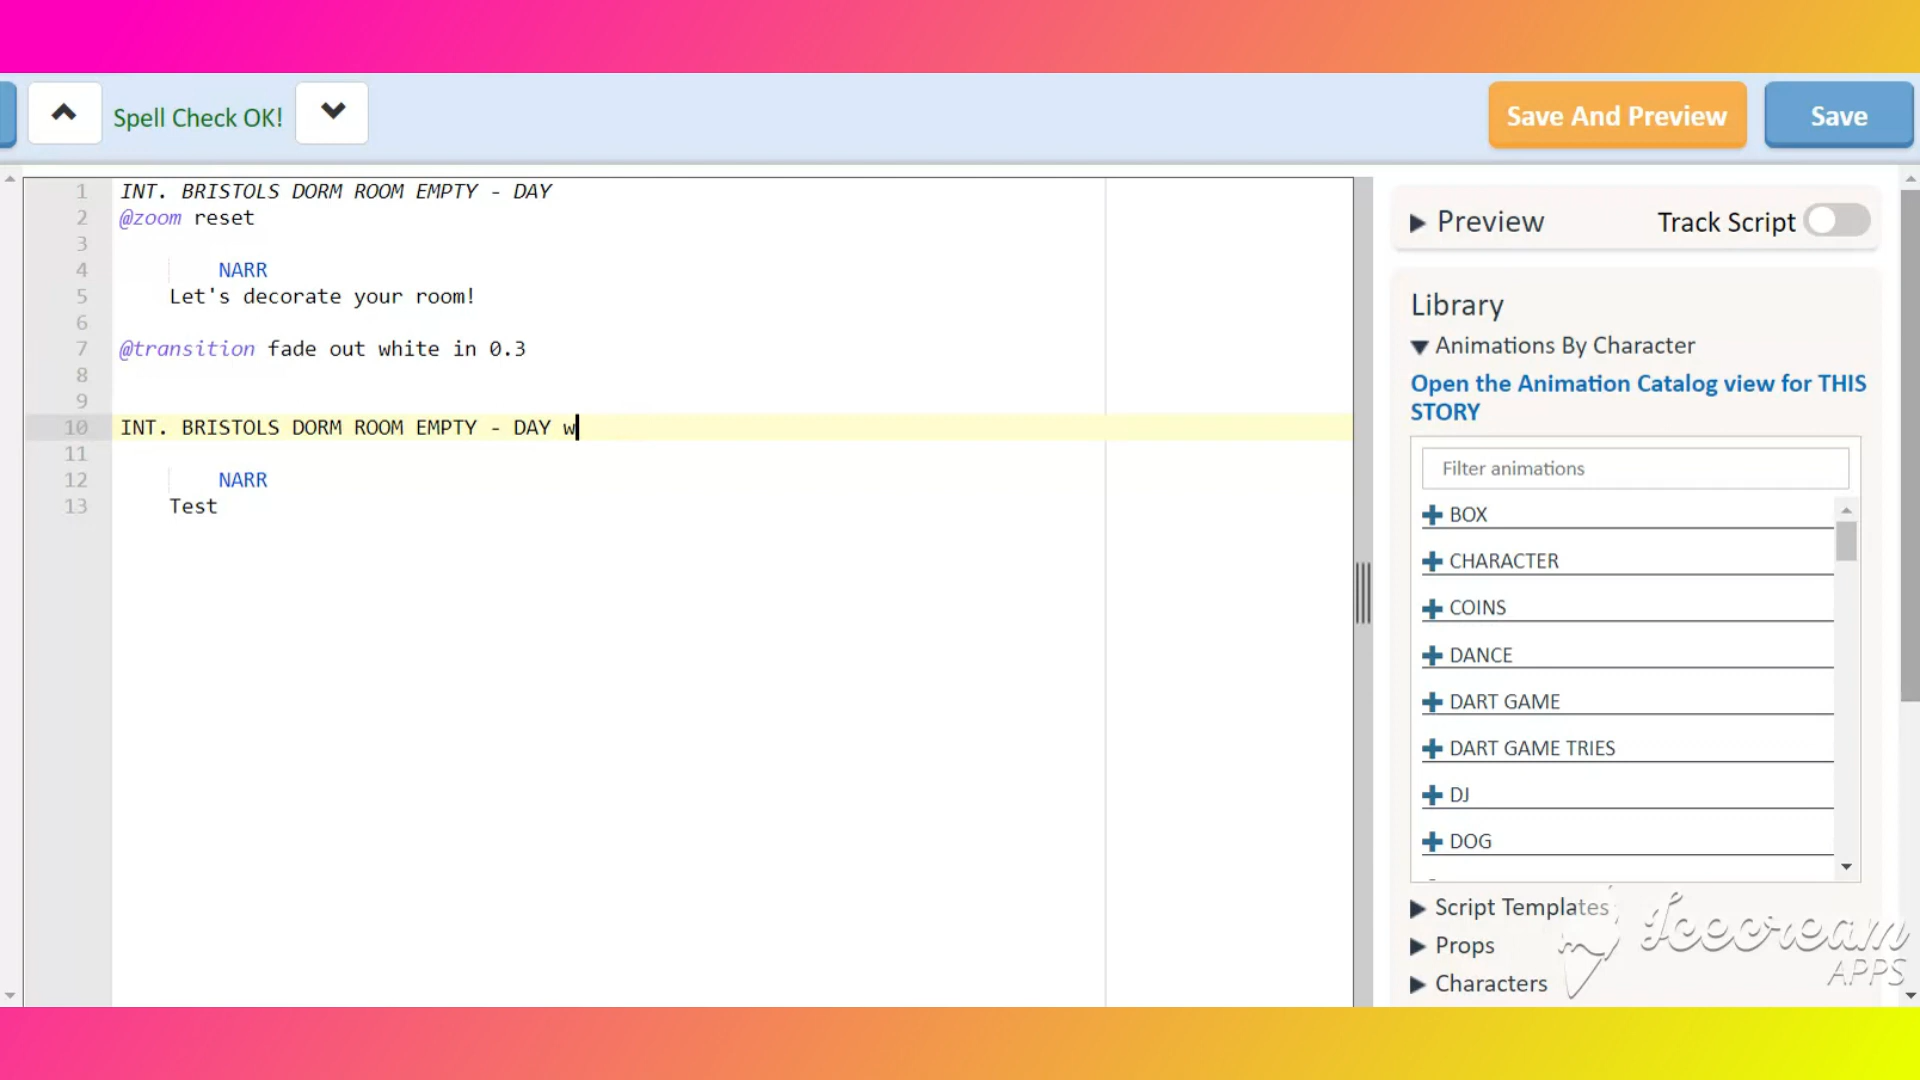 Spell Check OK!
Save And Preview
Save
1 INT. BRISTOLS DORM ROOM EMPTY - DAY
2 @zoom reset
3
4 NARR
5 Let's decorate your room!
6
7 @transition fade out white in 0.3
8
9
10 INT. BRISTOLS DORM ROOM EMPTY - DAY w
11
12 NARR
13 Test
Preview
Track Script
Library
Animations By Character
Open the Animation Catalog view for THIS
STORY
Filter animations
BOX
CHARACTER
COINS
DANCE
DART GAME
DART GAME TRIES
DJ
DOG
Script Templates
Props
Characters
Icecream
APPS